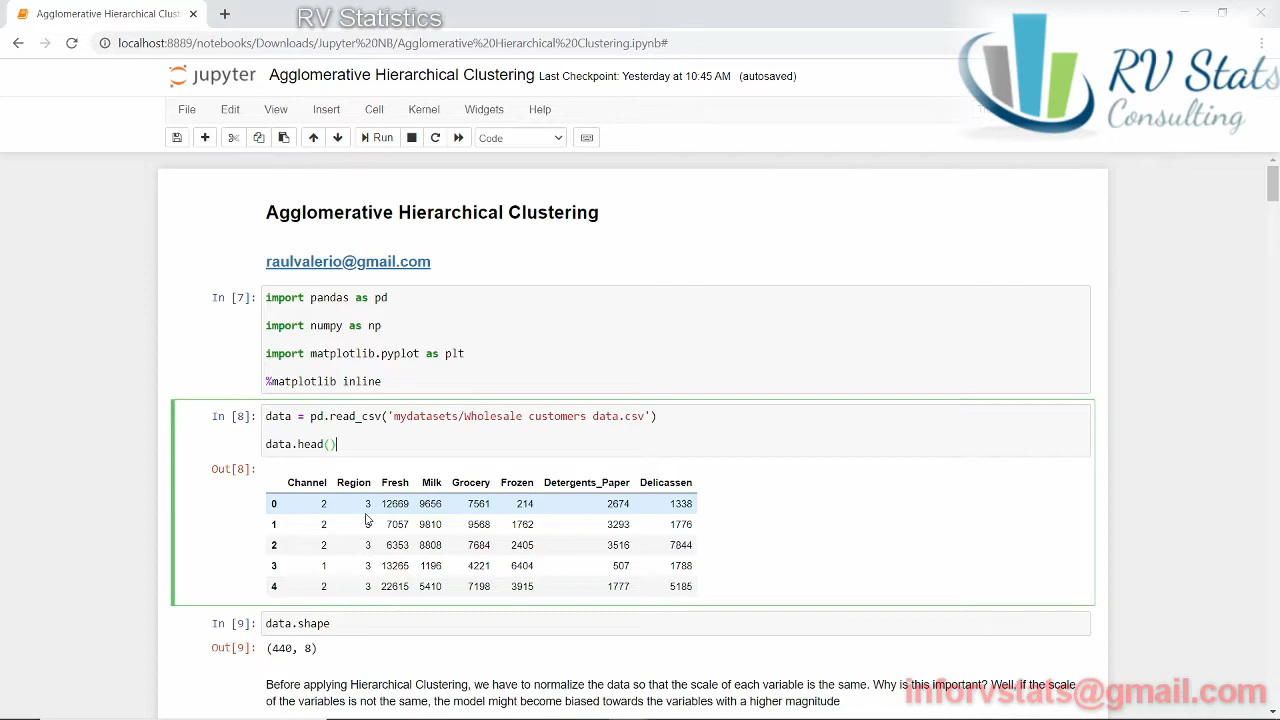 Agglomerative Hierarchical Clust
RV Statistics
localhost:8889/notebooks/Downloads/Jupyter%20NB/Agglomerative%20Hierarchical%20Clustering.ipynb#
RV Stats
Consulting
jupyter Agglomerative Hierarchical Clustering Last Checkpoint: Yesterday at 10:45 AM (autosaved)
File Edit View Insert Cell Kernel Widgets Help
Run Code
Agglomerative Hierarchical Clustering
raulvalerio@gmail.com
In [7]: import pandas as pd
import numpy as np
import matplotlib.pyplot as plt
%matplotlib inline
In [8]: data = pd.read_csv('mydatasets/Wholesale customers data.csv')
data.head()
Out[8]:
Channel Region Fresh Milk Grocery Frozen Detergents_Paper Delicassen
0 2 3 12669 9656 7561 214 2674 1338
1 2 3 7057 9810 9568 1762 3293 1776
2 2 3 6353 8808 7684 2405 3516 7844
3 1 3 13265 1196 4221 6404 507 1788
4 2 3 22615 5410 7198 3915 777 5185
In [9]: data.shape
Out[9]: (440, 8)
Before applying Hierarchical Clustering, we have to normalize the data so that the scale of each variable is the same. Why is this important? Well, if the scale
of the variables is not the same, the model might become biased towards the variables with a higher magnitude
inforvstats@gmail.com